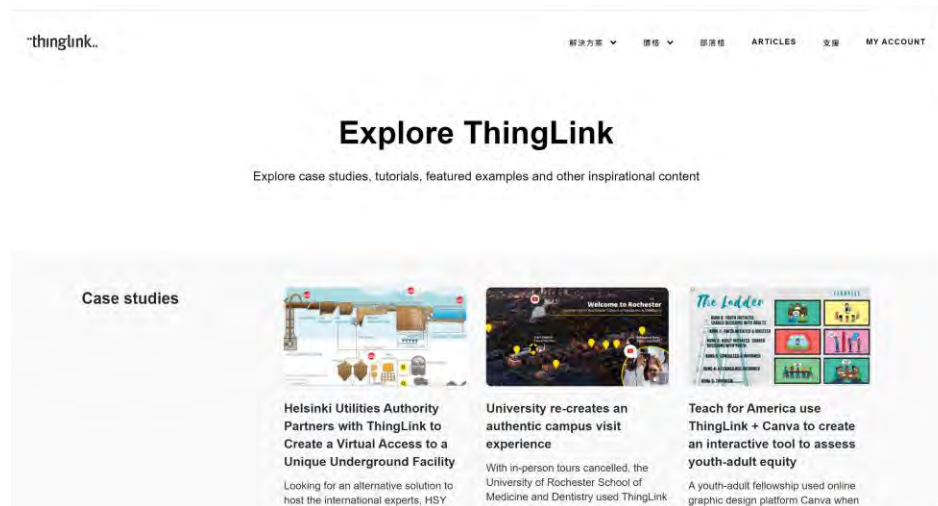 thinglink..
解決方案
價格
部落格
ARTICLES
支援
MY ACCOUNT
Explore ThingLink
Explore case studies, tutorials, featured examples and other inspirational content
Case studies
Welcome to Rochester
The Ladder
Helsinki Utilities Authority
Partners with ThingLink to
Create a Virtual Access to a
Unique Underground Facility
Looking for an alternative solution to
host the international experts, HSY
University re-creates an
authentic campus visit
experience
With in-person tours cancelled, the
University of Rochester School of
Medicine and Dentistry used ThingLink
Teach for America use
ThingLink + Canva to create
an interactive tool to assess
youth-adult equity
A youth-adult fellowship used online
graphic design platform Canva when